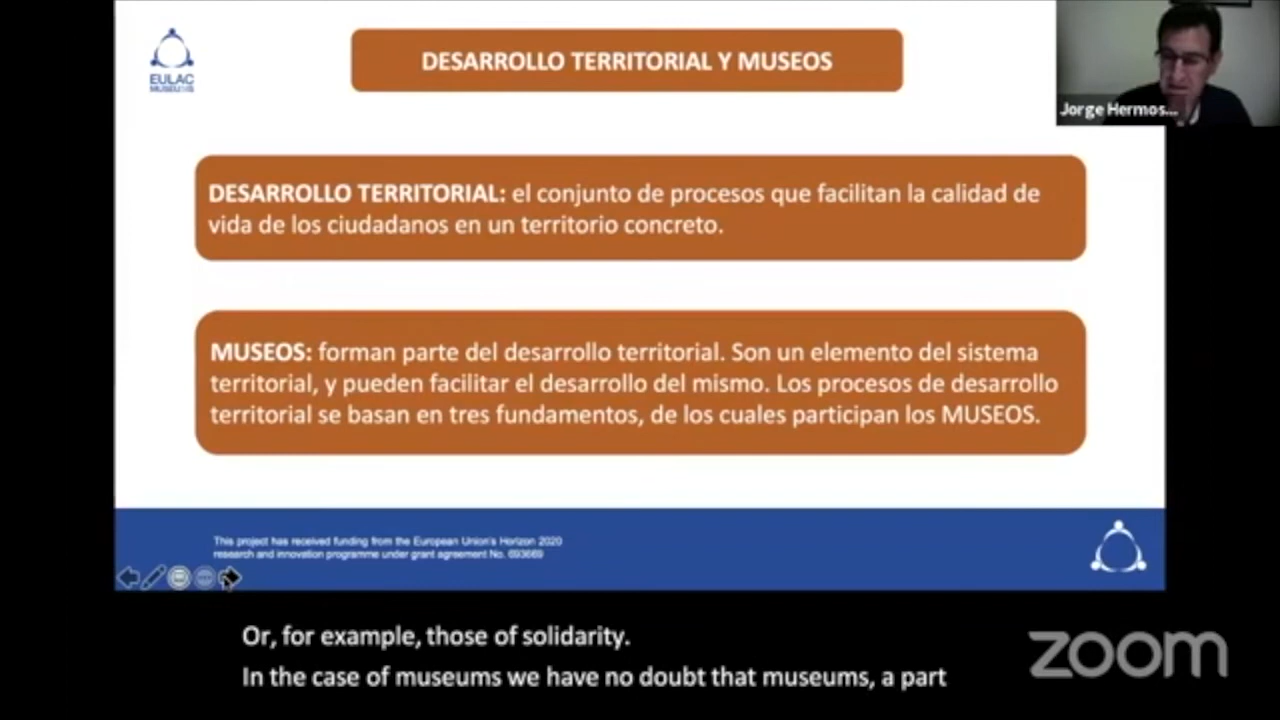 EULAC
MUSEUMS
DESARROLLO TERRITORIAL Y MUSEOS
Jorge Hermos...
DESARROLLO TERRITORIAL: el conjunto de procesos que facilitan la calidad de
vida de los ciudadanos en un territorio concreto.
MUSEOS: forman parte del desarrollo territorial. Son un elemento del sistema
territorial, y pueden facilitar el desarrollo del mismo. Los procesos de desarrollo
territorial se basan en tres fundamentos, de los cuales participan los MUSEOS.
This project has received funding from the European Union's Horizon 2020
research and innovation programme under grant agreement No. 693669
Or, for example, those of solidarity.
In the case of museums we have no doubt that museums, a part
zoom